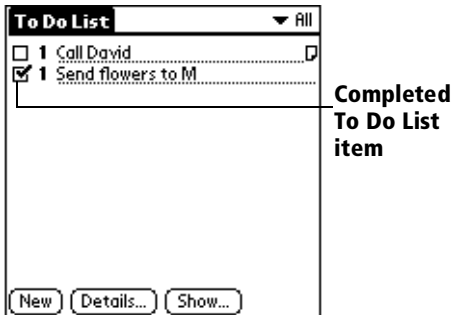 To Do List All
1 Call David
1 Send flowers to M
Completed
To Do List
item
New Details... Show...